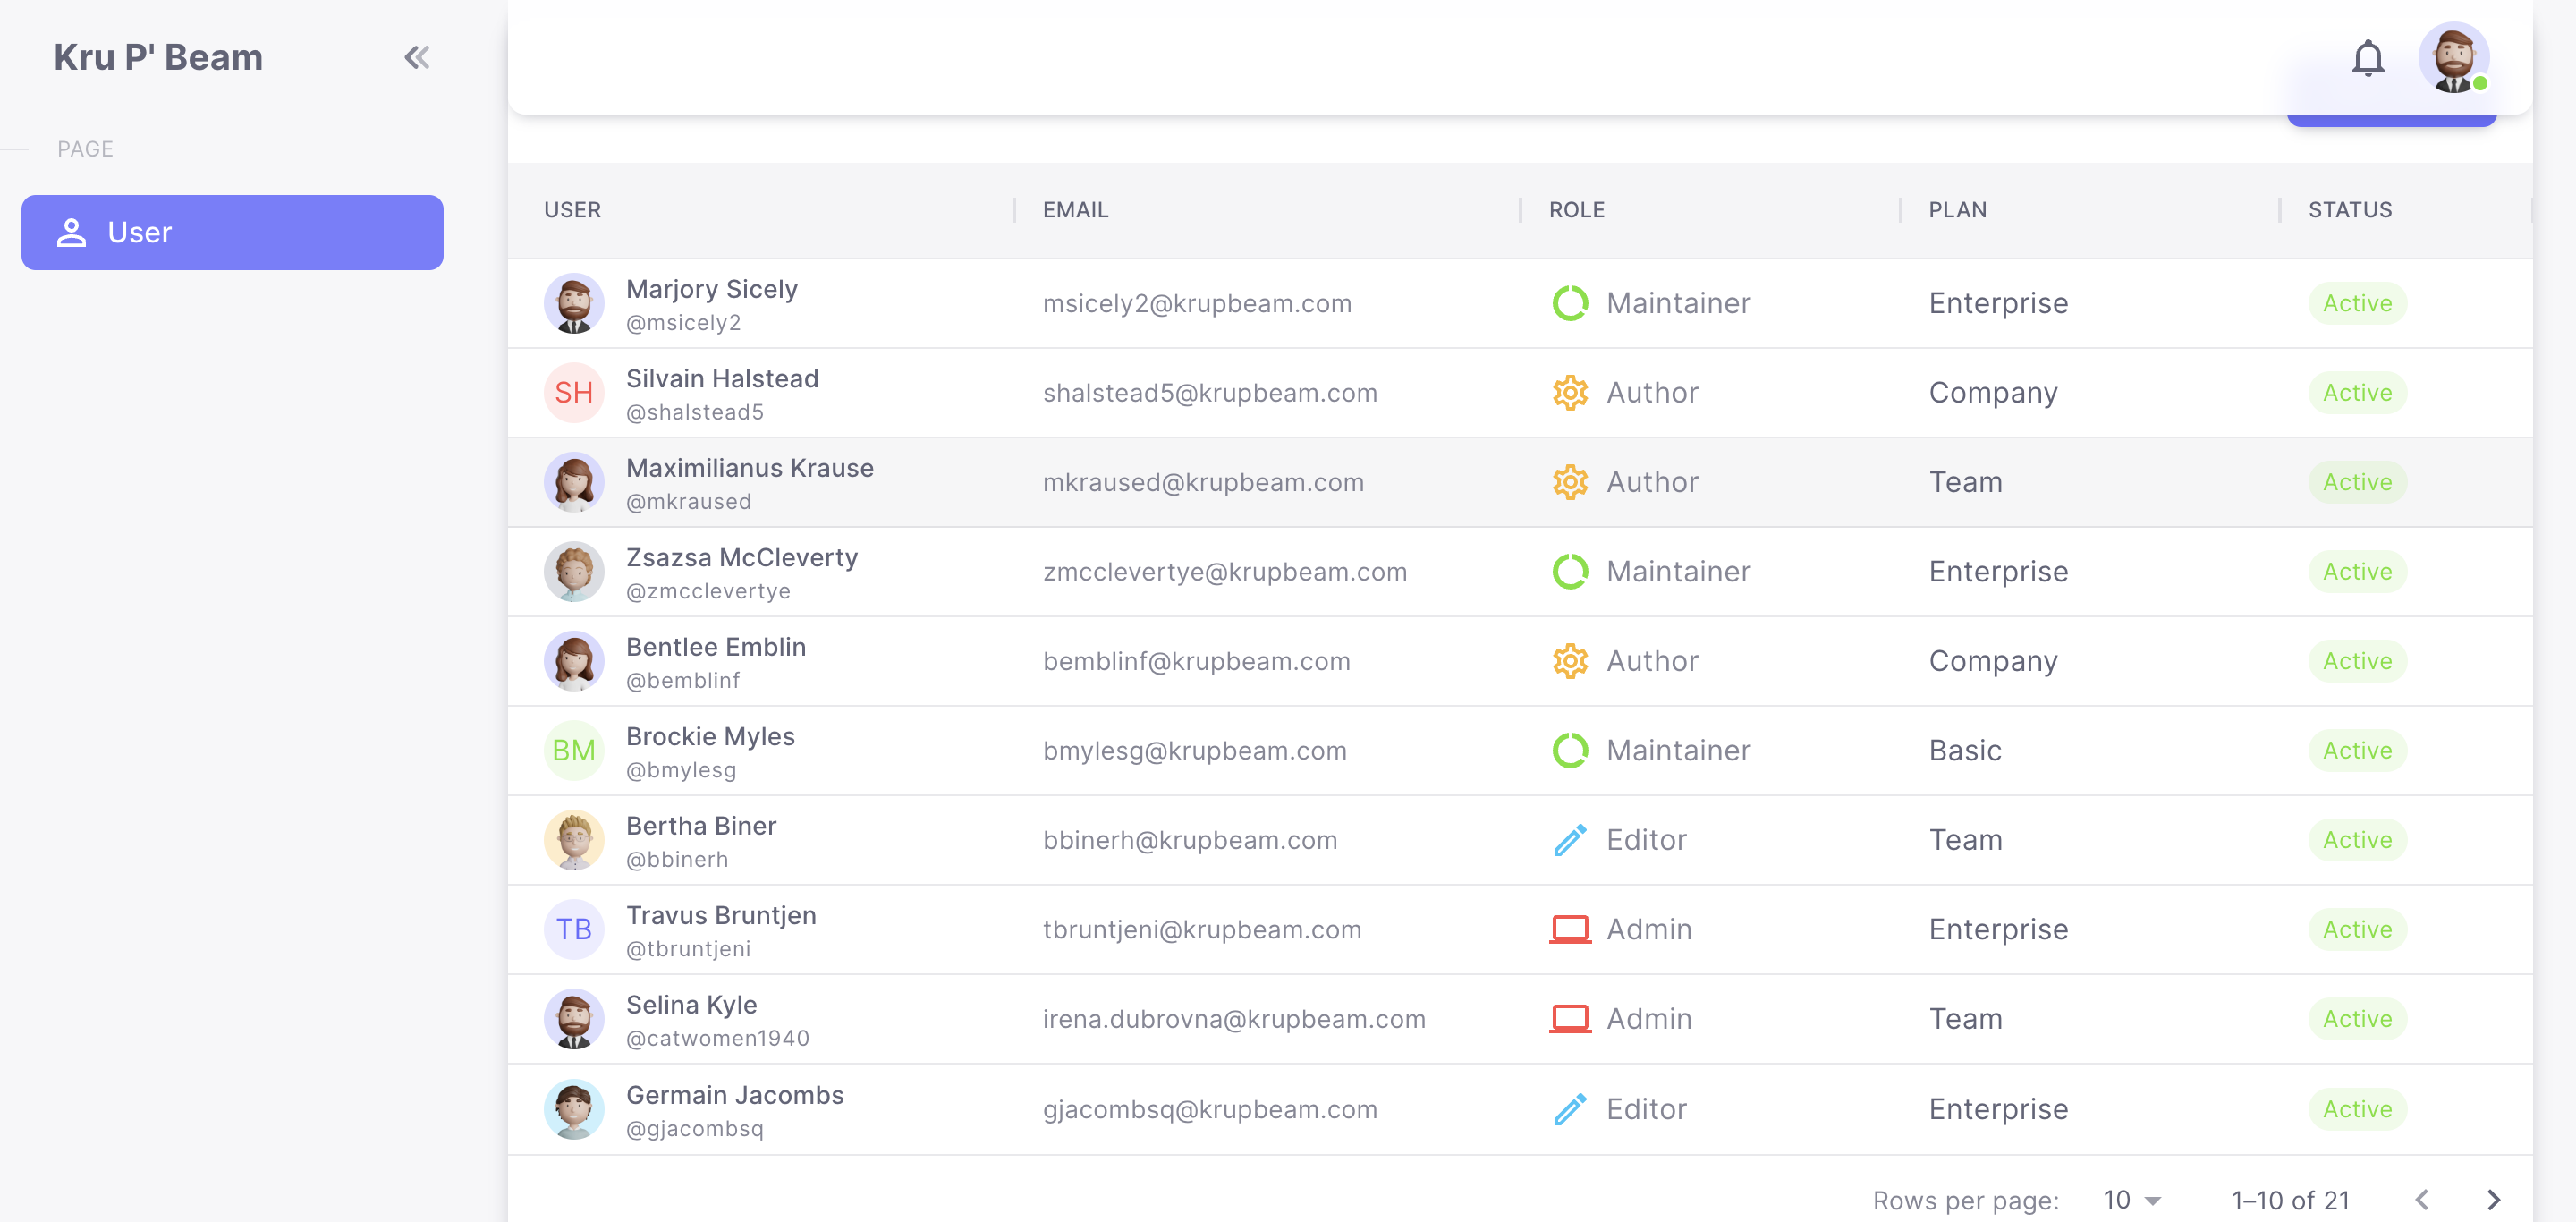 Kru P' Beam
PAGE
User
USER EMAIL ROLE PLAN STATUS
Marjory Sicely
@msicely2
msicely2@krupbeam.com Maintainer Enterprise Active
SH
Silvain Halstead
@shalstead5
shalstead5@krupbeam.com Author Company Active
Maximilianus Krause
@mkraused
mkraused@krupbeam.com Author Team Active
Zsazsa McCleverty
@zmcclevertye
zmcclevertye@krupbeam.com Maintainer Enterprise Active
Bentlee Emblin
@bemblinf
bemblinf@krupbeam.com Author Company Active
BM
Brockie Myles
@bmylesg
bmylesg@krupbeam.com Maintainer Basic Active
Bertha Biner
@bbinerh
bbinerh@krupbeam.com Editor Team Active
TB
Travus Bruntjen
@tbruntjeni
tbruntjeni@krupbeam.com Admin Enterprise Active
Selina Kyle
@catwomen1940
irena.dubrovna@krupbeam.com Admin Team Active
Germain Jacombs
@gjacombsq
gjacombsq@krupbeam.com Editor Enterprise Active
Rows per page: 10 1–10 of 21